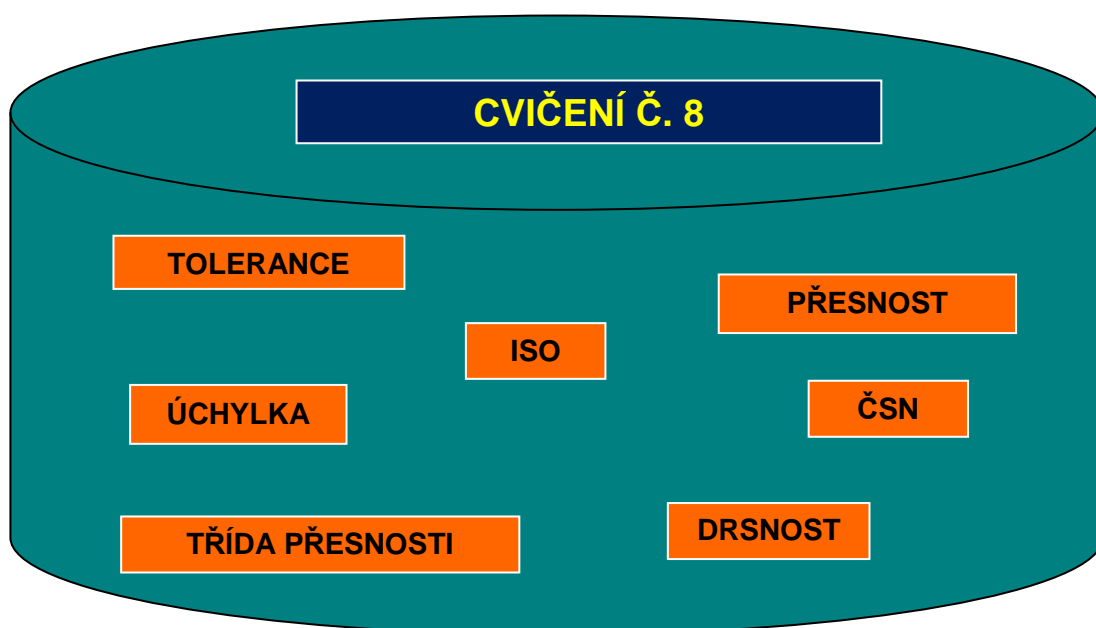 CVIČENÍ Č. 8
TOLERANCE
PŘESNOST
ISO
ÚCHYLKA
ČSN
TŘÍDA PŘESNOSTI
DRSNOST